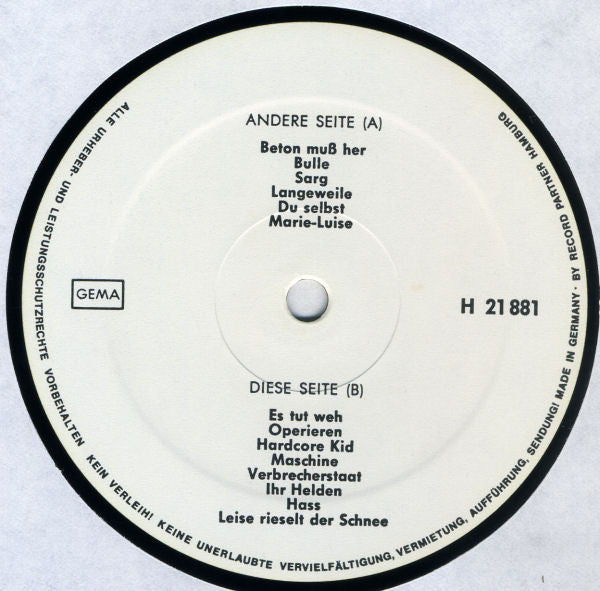 ANDERE SEITE (A)
Beton muß her
Bulle
Sarg
Langeweile
Du selbst
Marie-Luise
GEMA
H 21 881
DIESE SEITE (B)
Es tut weh
Operieren
Hardcore Kid
Maschine
Verbrecherstaat
Ihr Helden
Hass
Leise rieselt der Schnee
ALLE URHEBER- UND LEISTUNGSSCHUTZRECHTE VORBEHALTEN KEIN VERLEIH! KEINE UNERLAUBTE VERVIELFÄLTIGUNG, VERMIETUNG, AUFFÜHRUNG, SENDUNG! MADE IN GERMANY · BY RECORD PARTNER HAMBURG